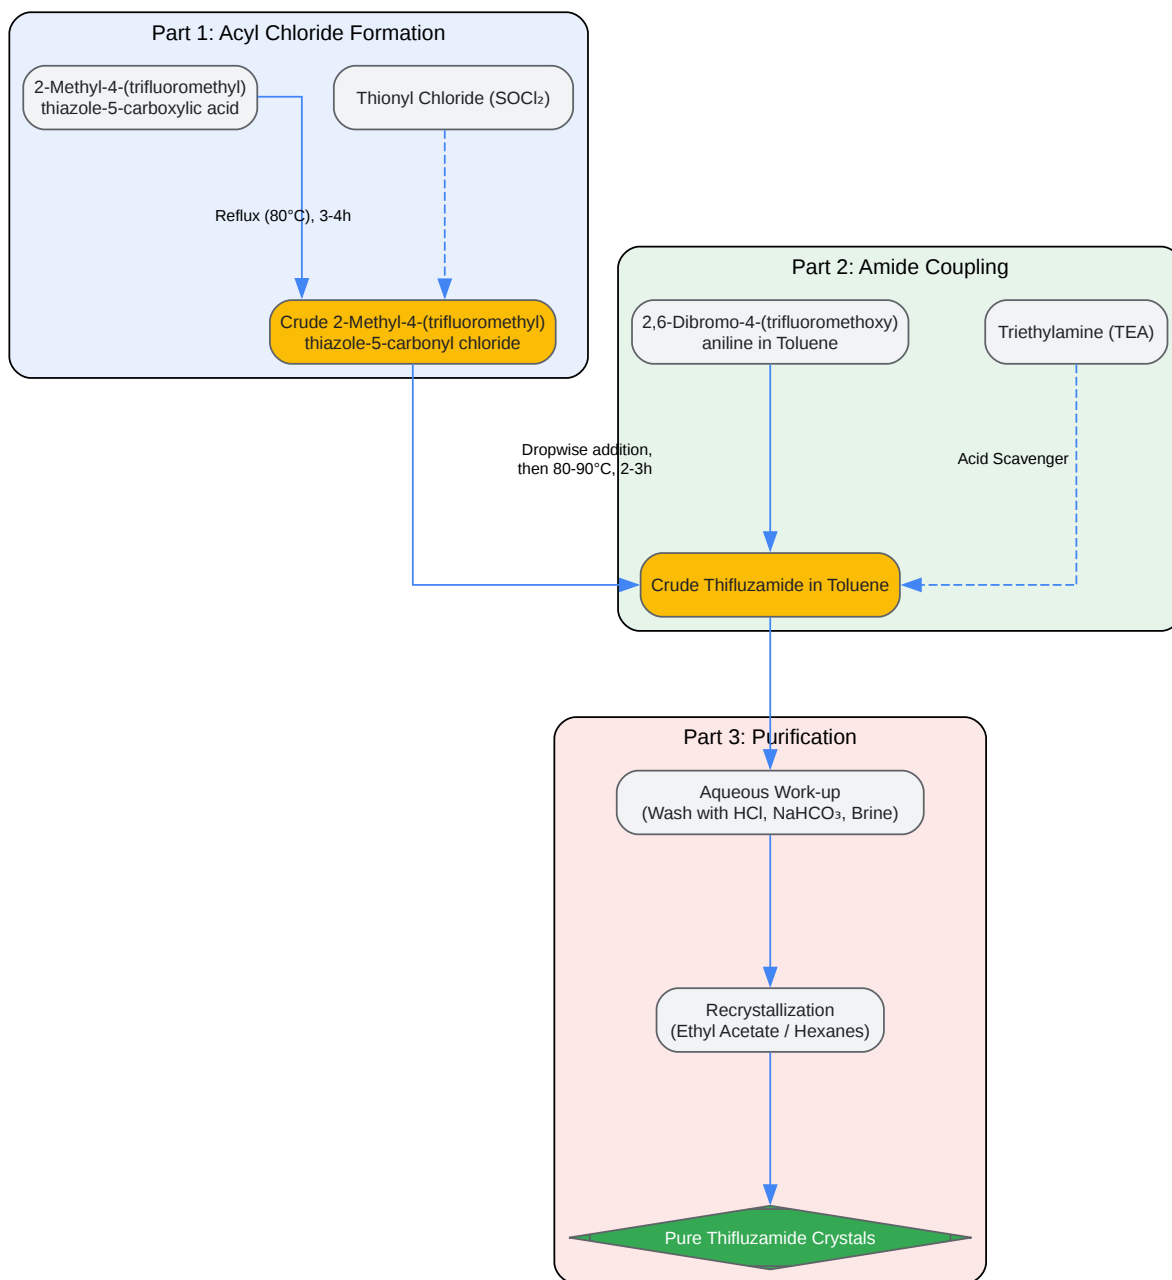 Part 1: Acyl Chloride Formation
2-Methyl-4-(trifluoromethyl)
thiazole-5-carboxylic acid
Thionyl Chloride (SOCl₂)
Reflux (80°C), 3-4h
Crude 2-Methyl-4-(trifluoromethyl)
thiazole-5-carbonyl chloride
Part 2: Amide Coupling
2,6-Dibromo-4-(trifluoromethoxy)
aniline in Toluene
Triethylamine (TEA)
Dropwise addition,
then 80-90°C, 2-3h
Acid Scavenger
Crude Thifluzamide in Toluene
Part 3: Purification
Aqueous Work-up
(Wash with HCl, NaHCO₃, Brine)
Recrystallization
(Ethyl Acetate / Hexanes)
Pure Thifluzamide Crystals